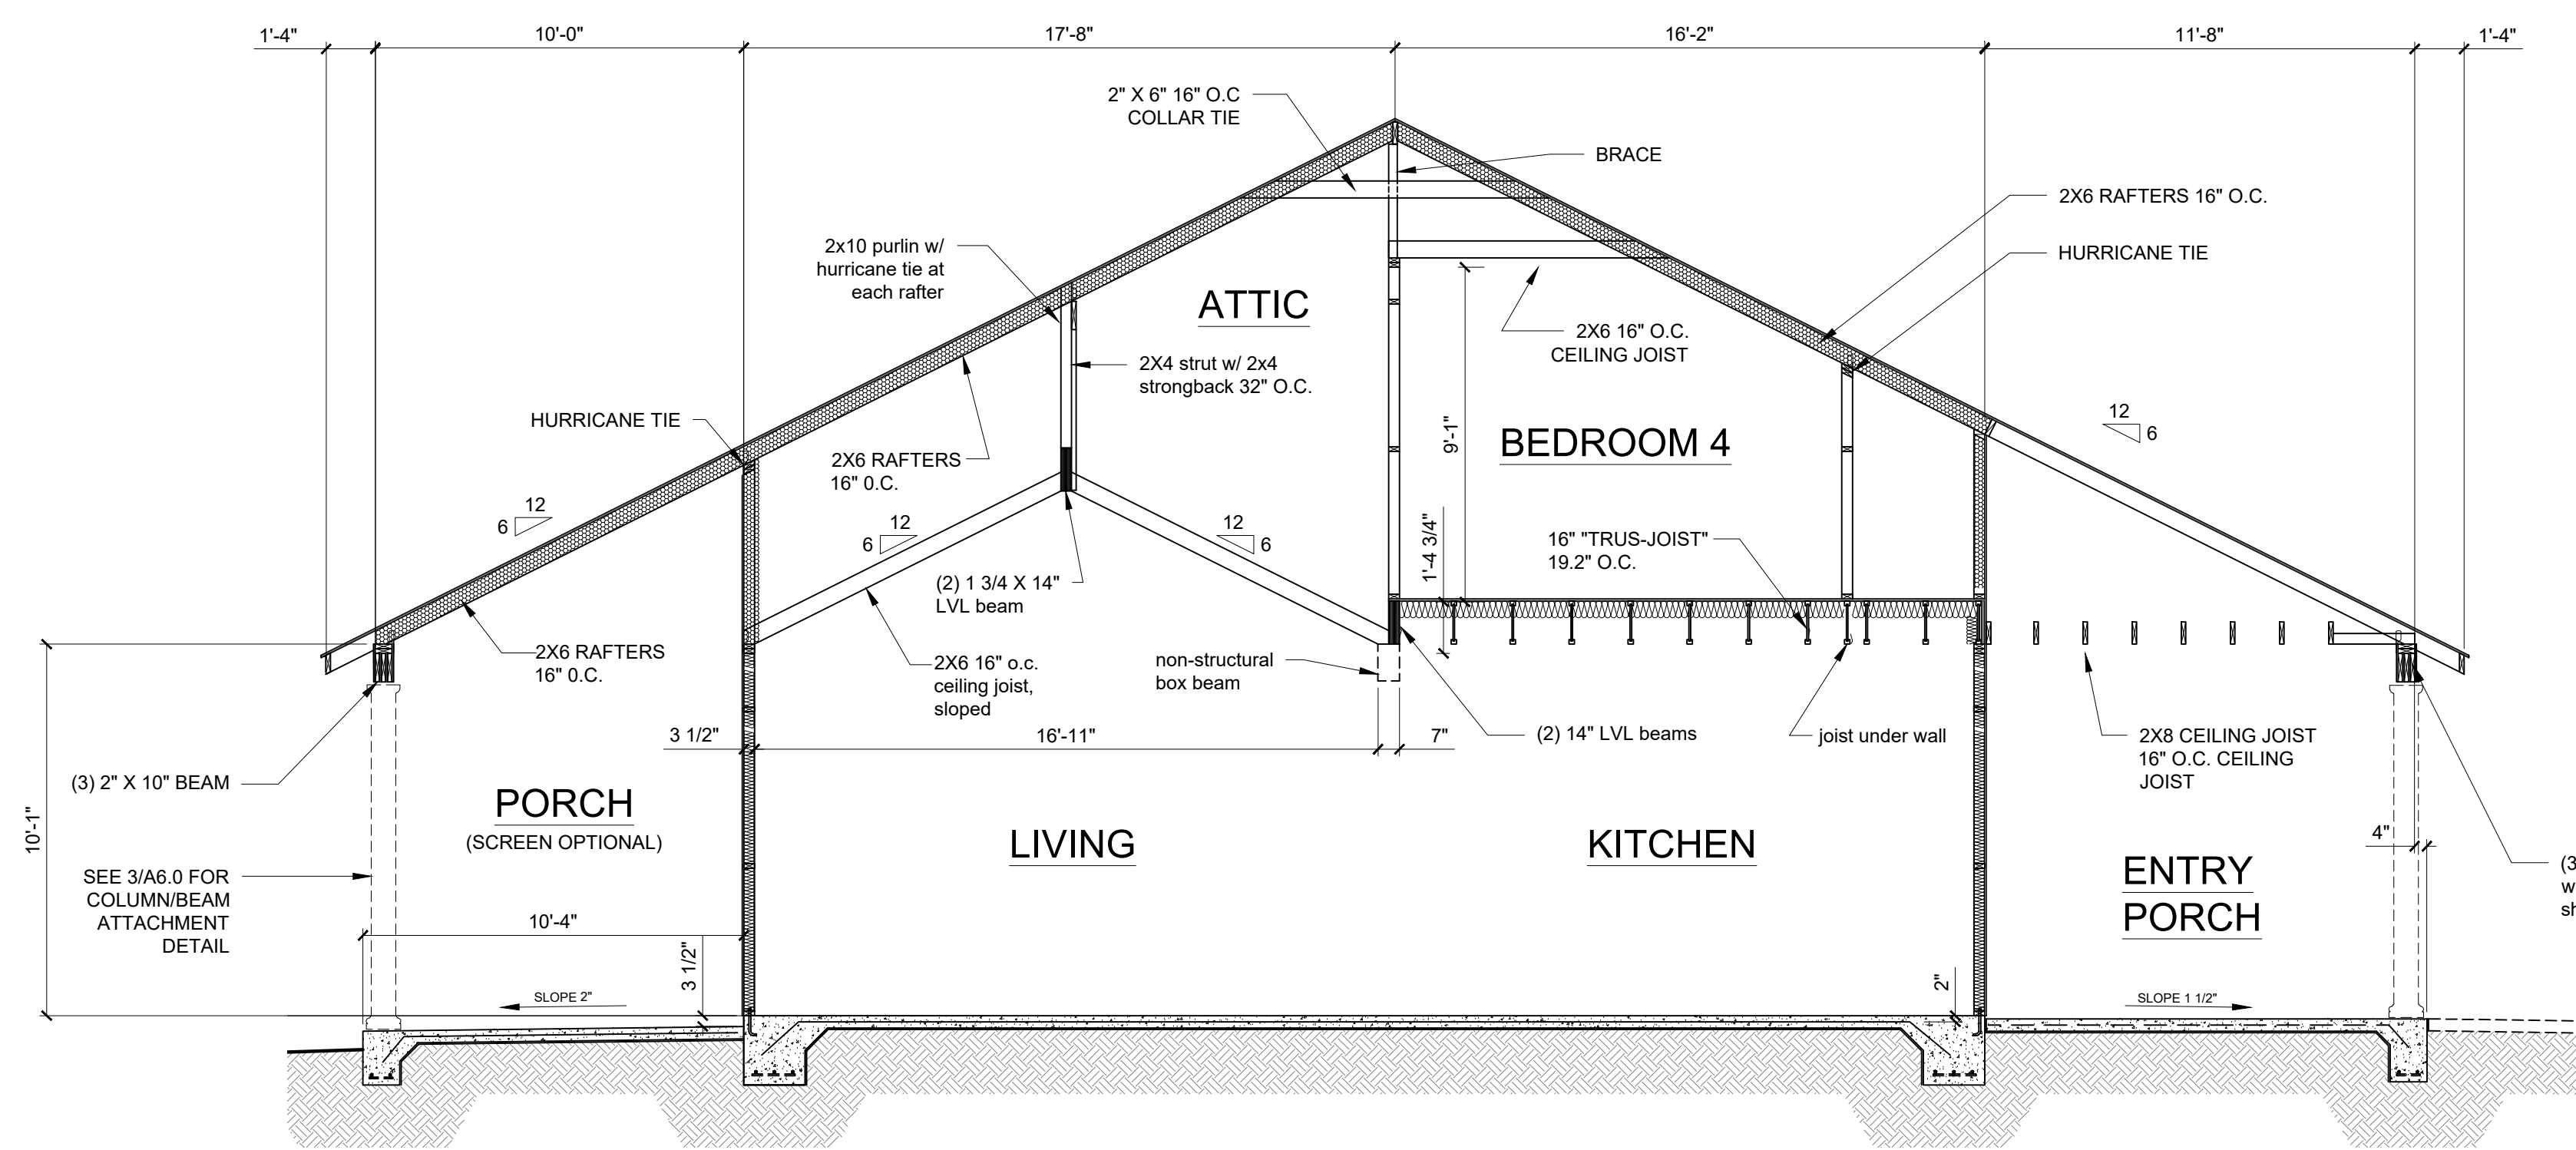 1'-4"
10'-0"
17'-8"
16'-2"
11'-8"
1'-4"
2" X 6" 16" O.C
COLLAR TIE
BRACE
2X6 RAFTERS 16" O.C.
HURRICANE TIE
2x10 purlin w/
hurricane tie at
each rafter
ATTIC
2X6 16" O.C.
CEILING JOIST
2X4 strut w/ 2x4
strongback 32" O.C.
HURRICANE TIE
9'-1"
BEDROOM 4
12
6
2X6 RAFTERS
16" 0.C.
12
6
12
6
12
6
1'-4 3/4"
16" "TRUS-JOIST"
19.2" O.C.
(2) 1 3/4 X 14"
LVL beam
2X6 RAFTERS
16" 0.C.
2X6 16" o.c.
ceiling joist,
sloped
non-structural
box beam
3 1/2"
16'-11"
7"
(2) 14" LVL beams
joist under wall
2X8 CEILING JOIST
16" O.C. CEILING
JOIST
(3) 2" X 10" BEAM
10'-1"
PORCH
(SCREEN OPTIONAL)
LIVING
KITCHEN
4"
ENTRY
PORCH
(3
w
sh
SEE 3/A6.0 FOR
COLUMN/BEAM
ATTACHMENT
DETAIL
10'-4"
3 1/2"
2"
SLOPE 2"
SLOPE 1 1/2"